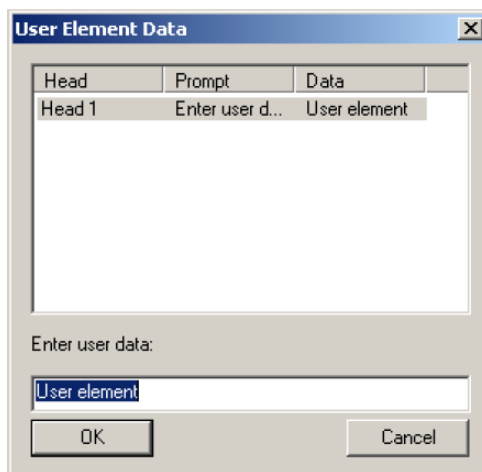 User Element Data
Head Prompt Data
Head 1 Enter user d... User element
Enter user data:
User element
OK Cancel